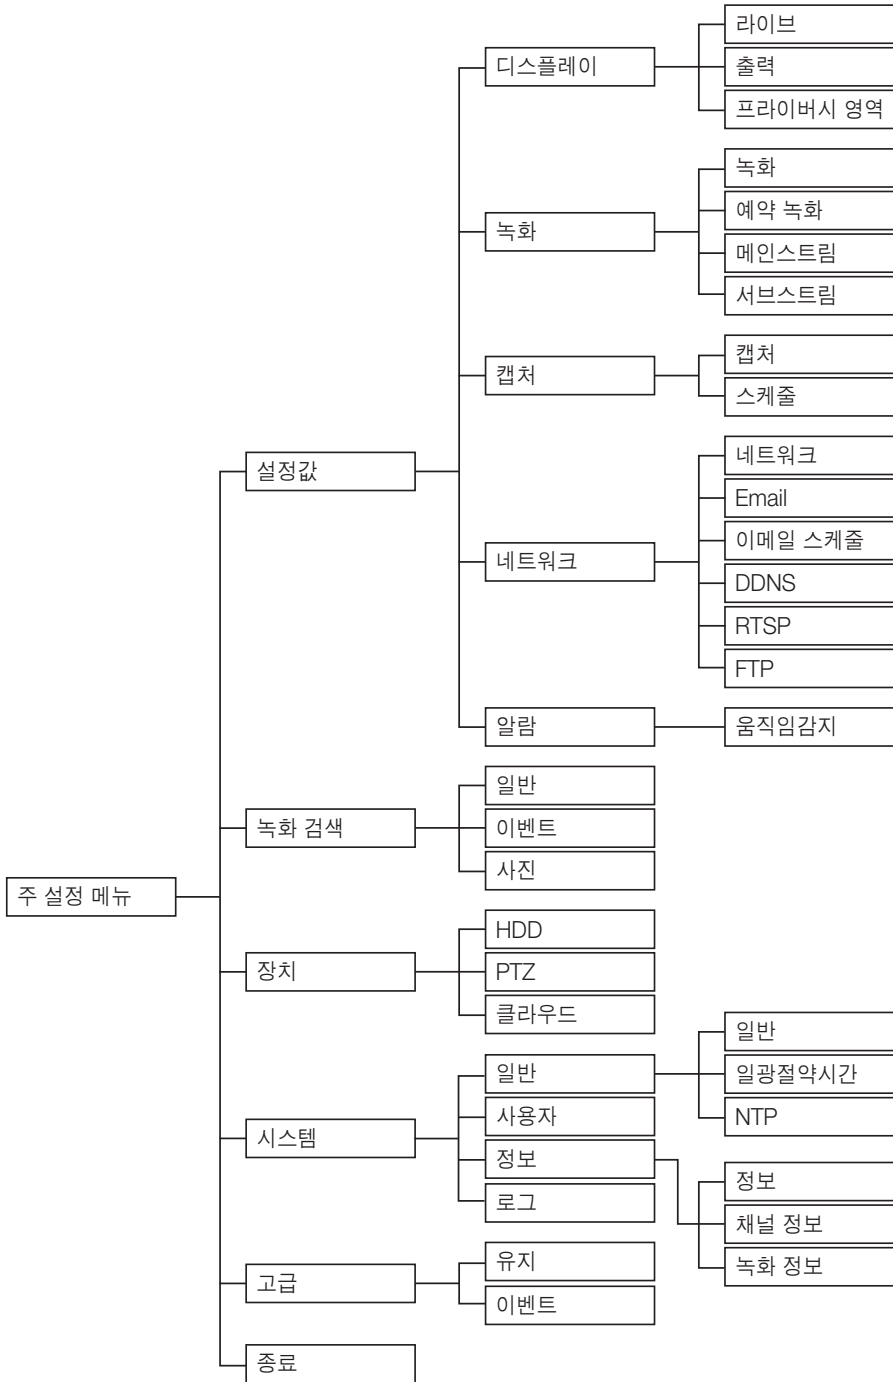 주 설정 메뉴
설정값
디스플레이
라이브
출력
프라이버시 영역
녹화
녹화
예약 녹화
메인스트림
서브스트림
캡처
캡처
스케줄
네트워크
네트워크
Email
이메일 스케줄
DDNS
RTSP
FTP
알람
움직임감지
녹화 검색
일반
이벤트
사진
장치
HDD
PTZ
클라우드
시스템
일반
일반
일광절약시간
NTP
사용자
정보
정보
채널 정보
녹화 정보
로그
고급
유지
이벤트
종료